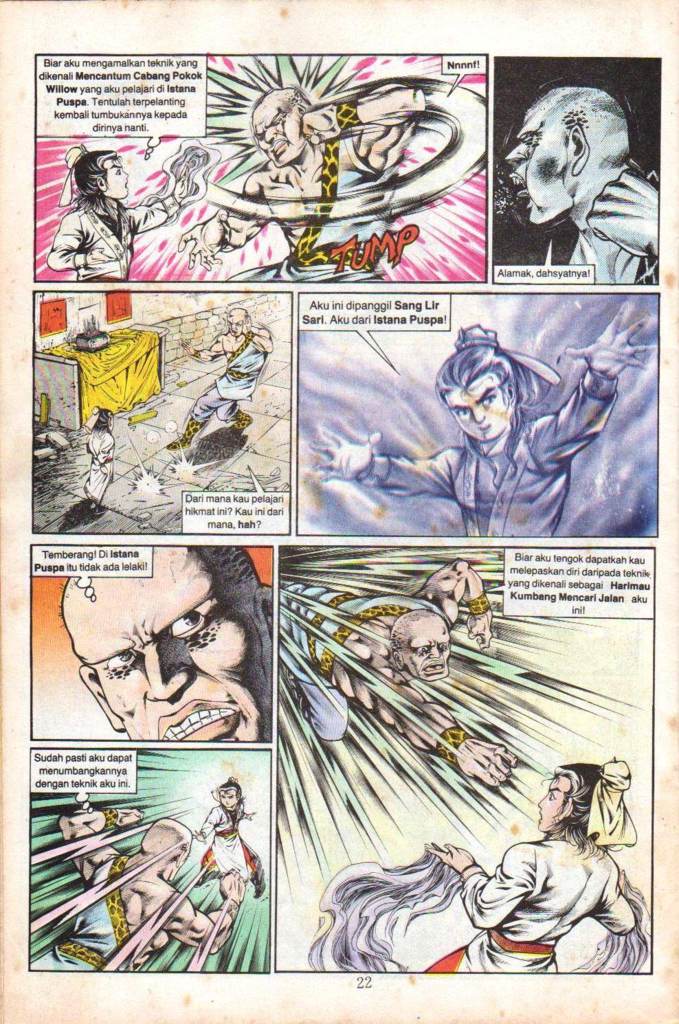 Biar aku mengamalkan teknik yang
dikenali Mencantum Cabang Pokok
Willow yang aku pelajari di Istana
Puspa. Tentulah terpelanting
kembali tumbukannya kepada
dirinya nanti.
Nnnnf!
TUMP
Alamak, dahsyatnya!
Dari mana kau pelajari
hikmat ini? Kau ini dari
mana, hah?
Aku ini dipanggil Sang Lir
Sari. Aku dari Istana Puspa!
Temberang! Di Istana
Puspa itu tidak ada lelaki!
Sudah pasti aku dapat
menumbangkannya
dengan teknik aku ini.
Biar aku tengok dapatkah kau
melepaskan diri daripada teknik
yang dikenali sebagai Harimau
Kumbang Mencari Jalan aku
ini!
22